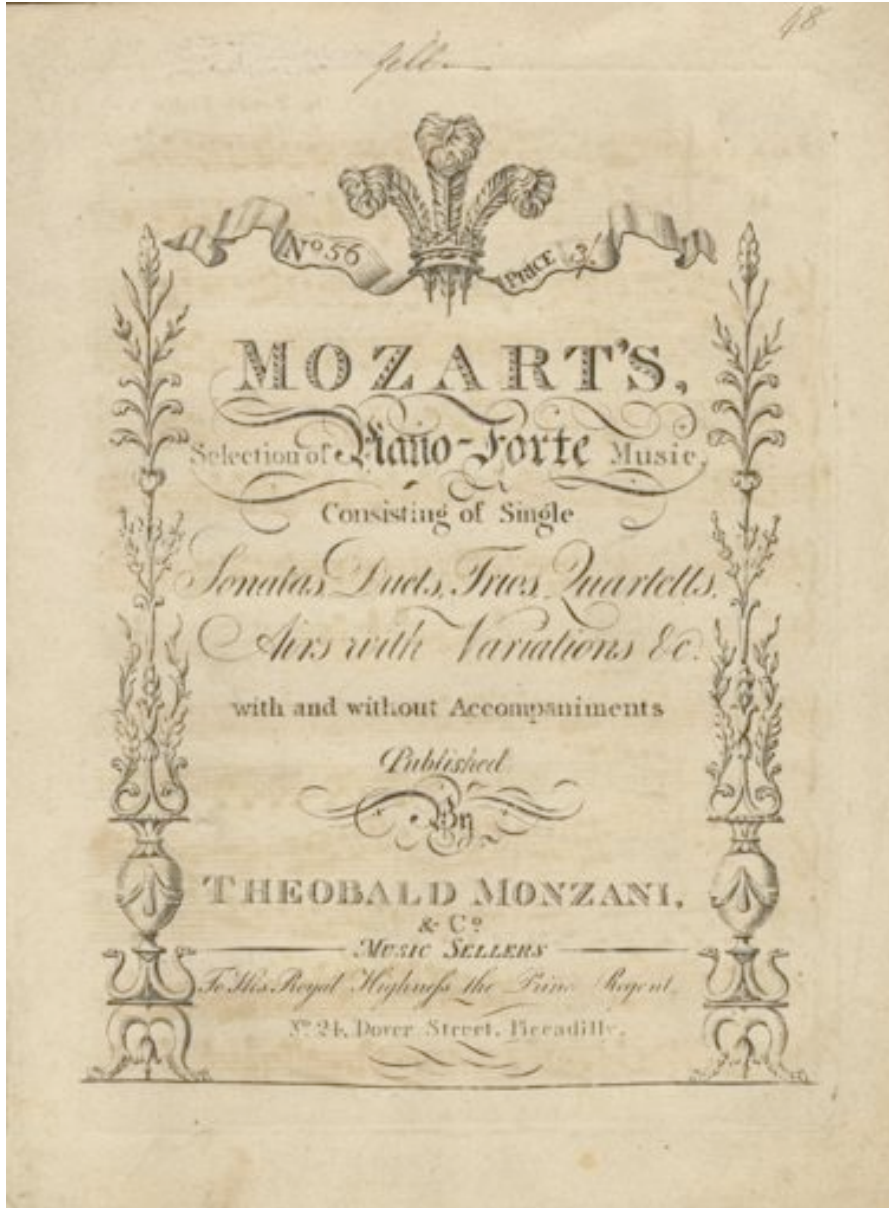 48
No 56
PRICE 3/
MOZART'S,
Selection of Piano-Forte Music,
Consisting of Single
Sonatas, Duets, Trios, Quartetts,
Airs with Variations &c.
with and without Accompaniments
Published
By
THEOBALD MONZANI,
& Co.
MUSIC SELLERS
To His Royal Highneſs the Prince Regent,
No. 24, Dover Street, Piccadilly.